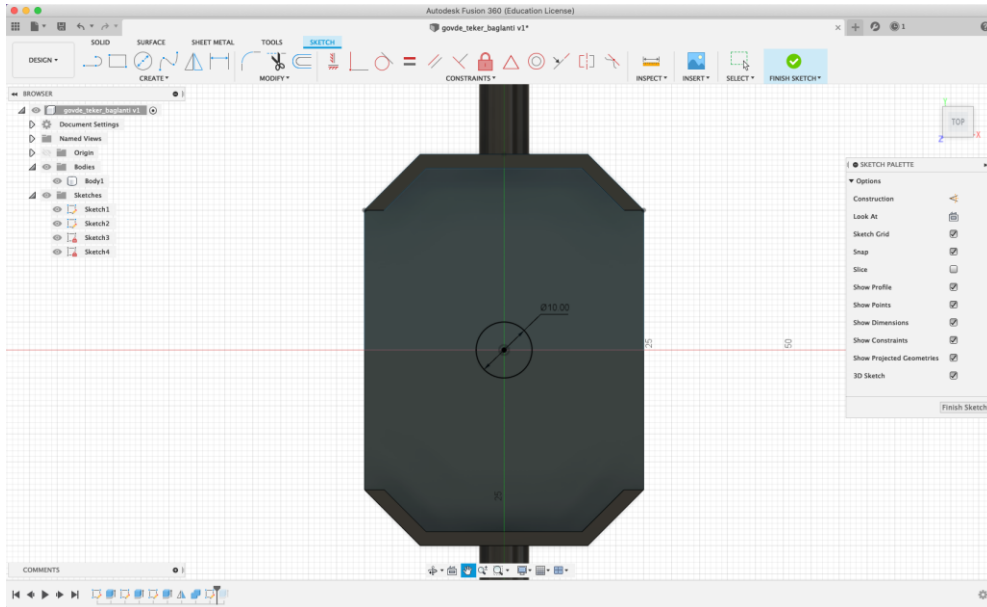 Autodesk Fusion 360 (Education License)
govde_teker_baglanti v1*
1
SOLID SURFACE SHEET METAL TOOLS SKETCH
DESIGN
CREATE MODIFY CONSTRAINTS INSPECT INSERT SELECT FINISH SKETCH
BROWSER
govde_teker_baglanti v1
Document Settings
Named Views
Origin
Bodies
Body1
Sketches
Sketch1
Sketch2
Sketch3
Sketch4
TOP
X
Z
SKETCH PALETTE
Options
Construction
Look At
Sketch Grid
Snap
Slice
Show Profile
Show Points
Show Dimensions
Show Constraints
Show Projected Geometries
3D Sketch
Finish Sketch
Ø10.00
25
50
COMMENTS